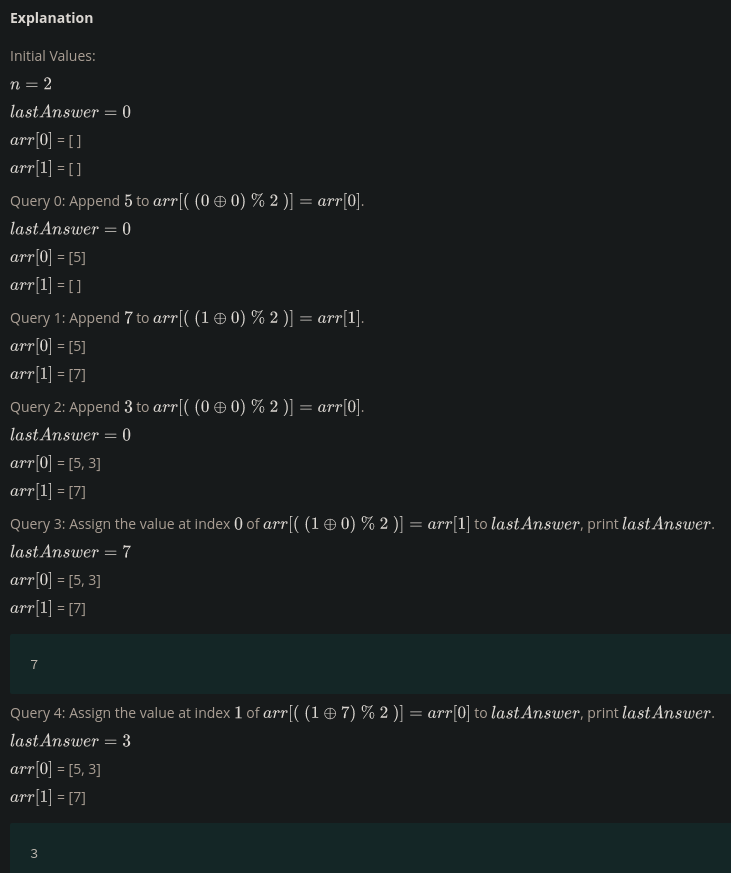 Explanation
Initial Values:
n = 2
lastAnswer = 0
arr[0] = [ ]
arr[1] = [ ]
Query 0: Append 5 to arr[( (0 ⊕ 0) % 2 )] = arr[0].
lastAnswer = 0
arr[0] = [5]
arr[1] = [ ]
Query 1: Append 7 to arr[( (1 ⊕ 0) % 2 )] = arr[1].
arr[0] = [5]
arr[1] = [7]
Query 2: Append 3 to arr[( (0 ⊕ 0) % 2 )] = arr[0].
lastAnswer = 0
arr[0] = [5, 3]
arr[1] = [7]
Query 3: Assign the value at index 0 of arr[( (1 ⊕ 0) % 2 )] = arr[1] to lastAnswer, print lastAnswer.
lastAnswer = 7
arr[0] = [5, 3]
arr[1] = [7]
7
Query 4: Assign the value at index 1 of arr[( (1 ⊕ 7) % 2 )] = arr[0] to lastAnswer, print lastAnswer.
lastAnswer = 3
arr[0] = [5, 3]
arr[1] = [7]
3